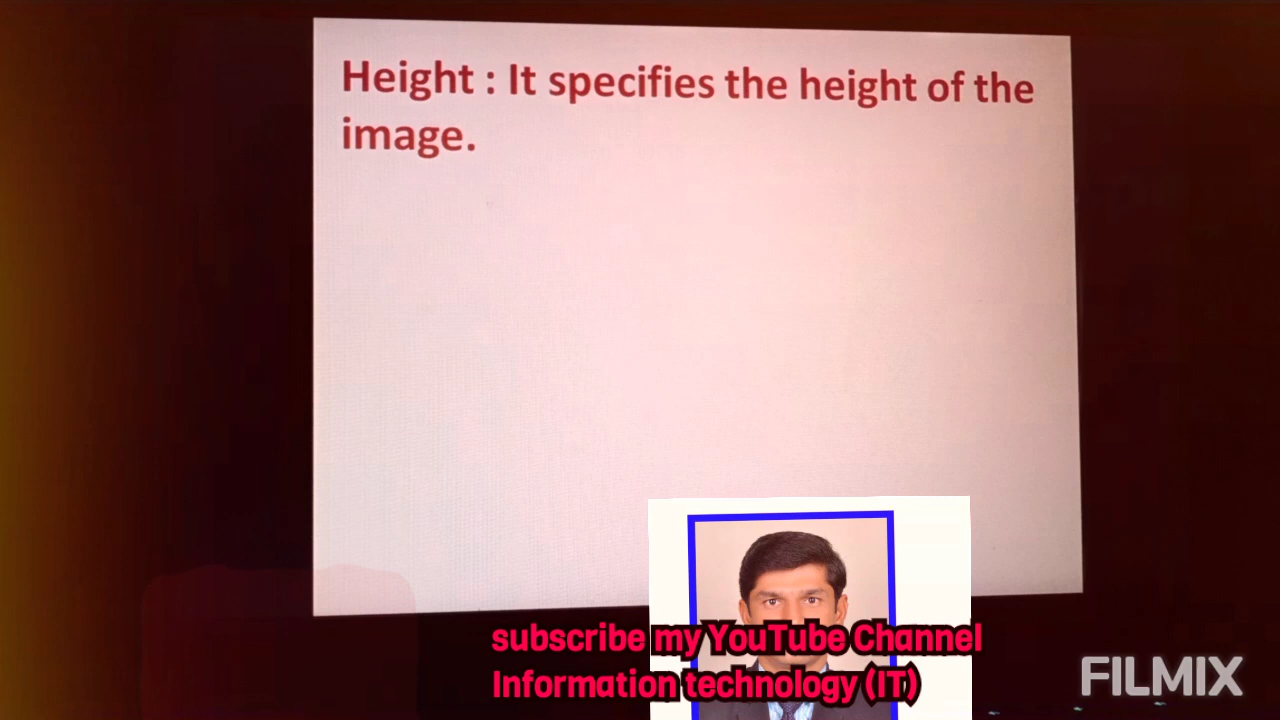 Height : It specifies the height of the
image.
subscribe my YouTube Channel
Information technology (IT)
FILMIX